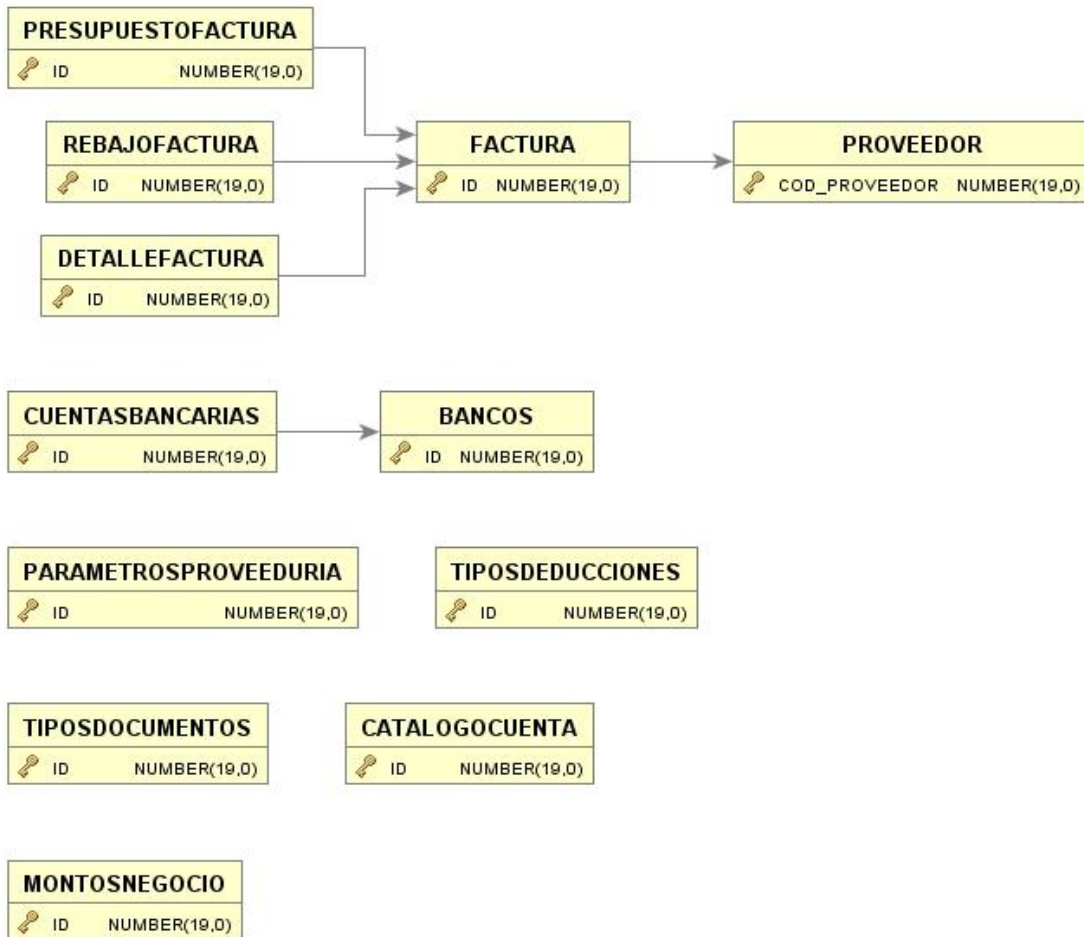 PRESUPUESTOFACTURA
ID NUMBER(19,0)
REBAJOFACTURA
ID NUMBER(19,0)
FACTURA
ID NUMBER(19,0)
PROVEEDOR
COD_PROVEEDOR NUMBER(19,0)
DETALLEFACTURA
ID NUMBER(19,0)
CUENTASBANCARIAS
ID NUMBER(19,0)
BANCOS
ID NUMBER(19,0)
PARAMETROSPROVEEDURIA
ID NUMBER(19,0)
TIPOSDEDUCCIONES
ID NUMBER(19,0)
TIPOSDOCUMENTOS
ID NUMBER(19,0)
CATALOGOCUENTA
ID NUMBER(19,0)
MONTOSNEGOCIO
ID NUMBER(19,0)